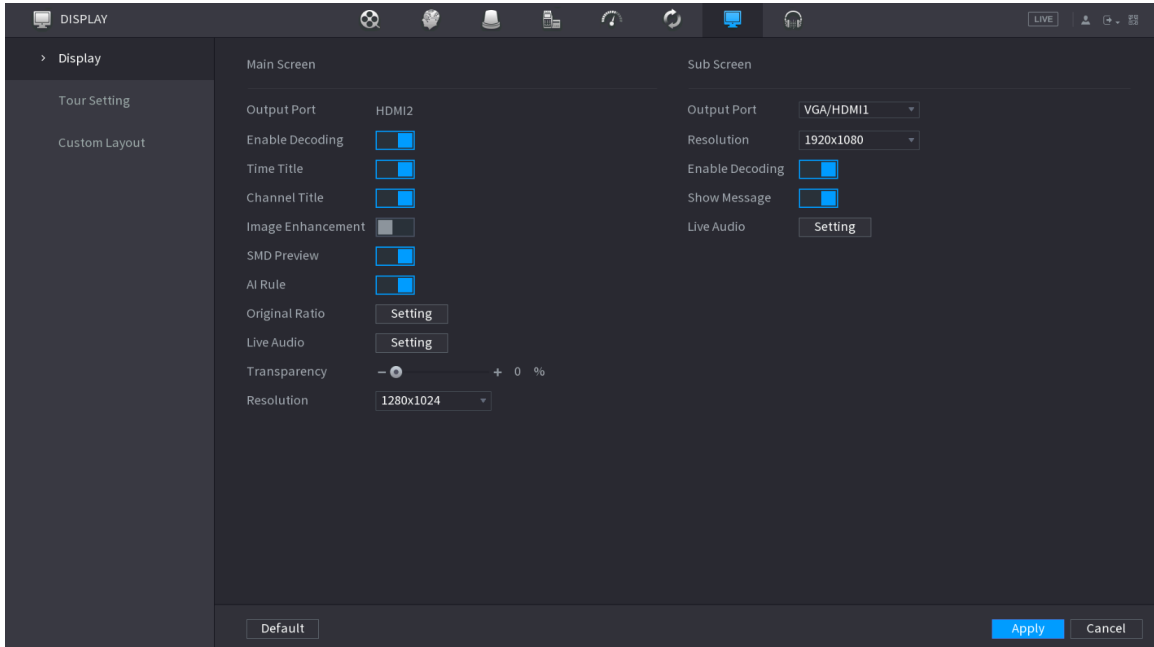 DISPLAY
LIVE
Display
Tour Setting
Custom Layout
Main Screen
Output Port HDMI2
Enable Decoding
Time Title
Channel Title
Image Enhancement
SMD Preview
AI Rule
Original Ratio Setting
Live Audio Setting
Transparency − + 0 %
Resolution 1280x1024
Sub Screen
Output Port VGA/HDMI1
Resolution 1920x1080
Enable Decoding
Show Message
Live Audio Setting
Default
Apply
Cancel